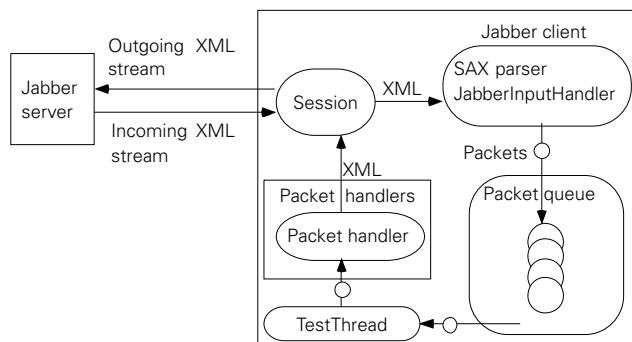 Jabber client
Outgoing XML
stream
Jabber
server
Incoming XML
stream
Session
XML
SAX parser
JabberInputHandler
Packets
XML
Packet handlers
Packet handler
Packet queue
TestThread